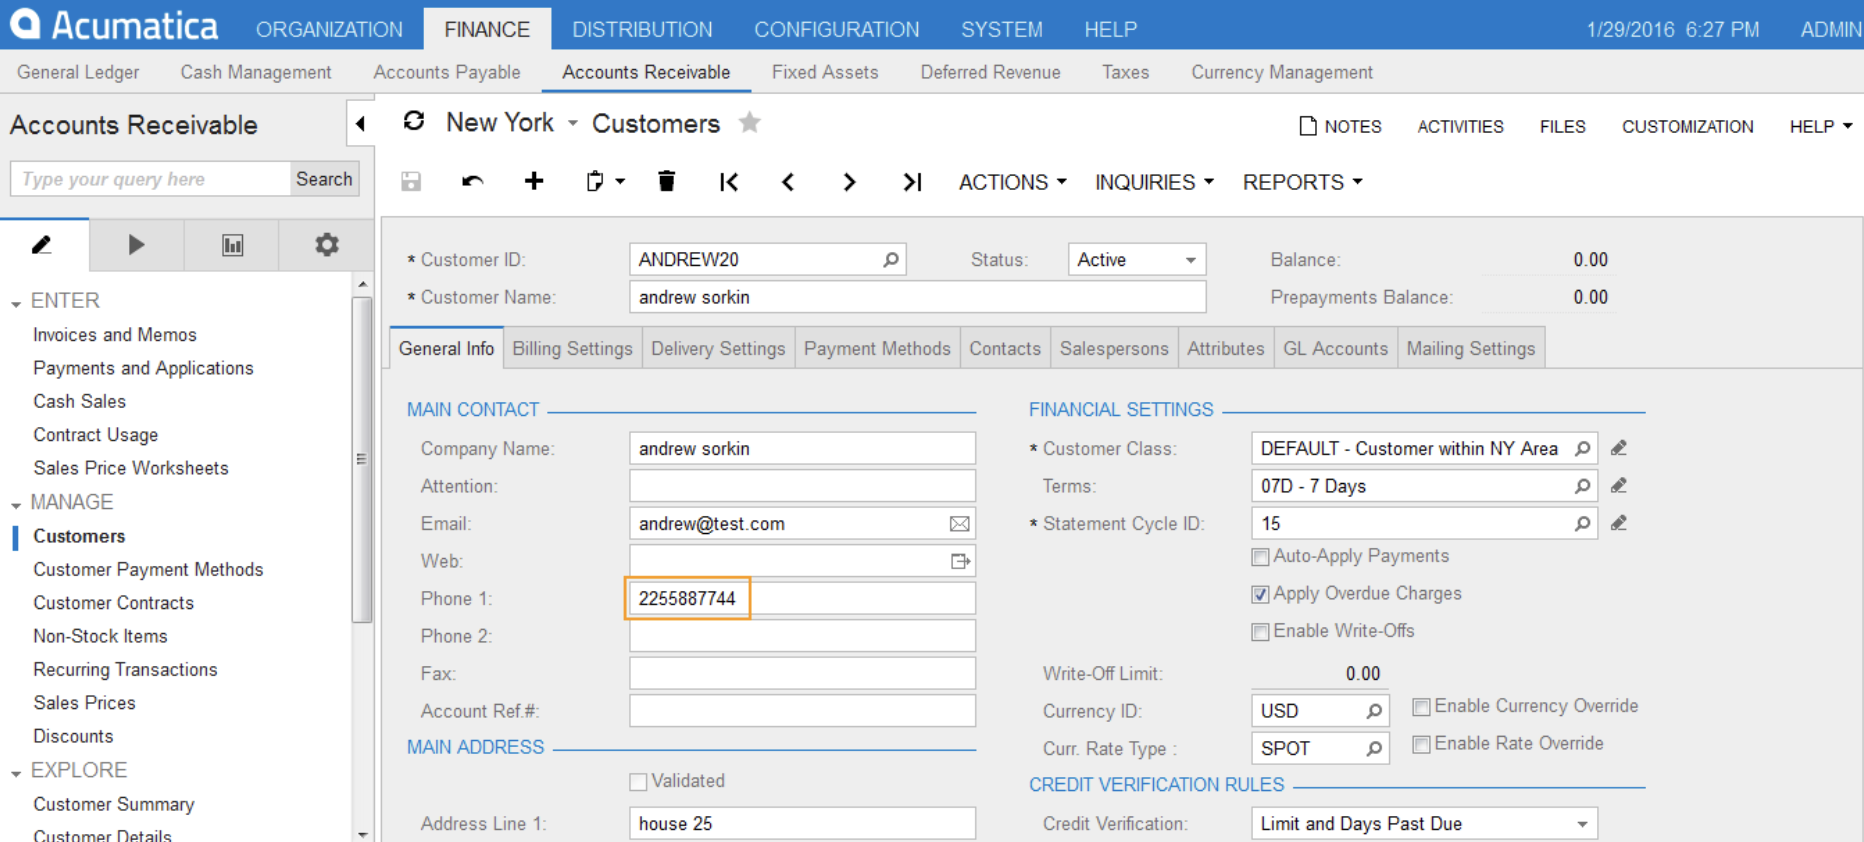 Acumatica ORGANIZATION FINANCE DISTRIBUTION CONFIGURATION SYSTEM HELP 1/29/2016 6:27 PM ADMIN
General Ledger Cash Management Accounts Payable Accounts Receivable Fixed Assets Deferred Revenue Taxes Currency Management
Accounts Receivable
Type your query here Search
ENTER
Invoices and Memos
Payments and Applications
Cash Sales
Contract Usage
Sales Price Worksheets
MANAGE
Customers
Customer Payment Methods
Customer Contracts
Non-Stock Items
Recurring Transactions
Sales Prices
Discounts
EXPLORE
Customer Summary
Customer Details
New York Customers NOTES ACTIVITIES FILES CUSTOMIZATION HELP
ACTIONS INQUIRIES REPORTS
* Customer ID: ANDREW20 Status: Active Balance: 0.00
* Customer Name: andrew sorkin Prepayments Balance: 0.00
General Info Billing Settings Delivery Settings Payment Methods Contacts Salespersons Attributes GL Accounts Mailing Settings
MAIN CONTACT
Company Name: andrew sorkin
Attention:
Email: andrew@test.com
Web:
Phone 1: 2255887744
Phone 2:
Fax:
Account Ref.#:
MAIN ADDRESS
Validated
Address Line 1: house 25
FINANCIAL SETTINGS
* Customer Class: DEFAULT - Customer within NY Area
Terms: 07D - 7 Days
* Statement Cycle ID: 15
Auto-Apply Payments
Apply Overdue Charges
Enable Write-Offs
Write-Off Limit: 0.00
Currency ID: USD Enable Currency Override
Curr. Rate Type : SPOT Enable Rate Override
CREDIT VERIFICATION RULES
Credit Verification: Limit and Days Past Due